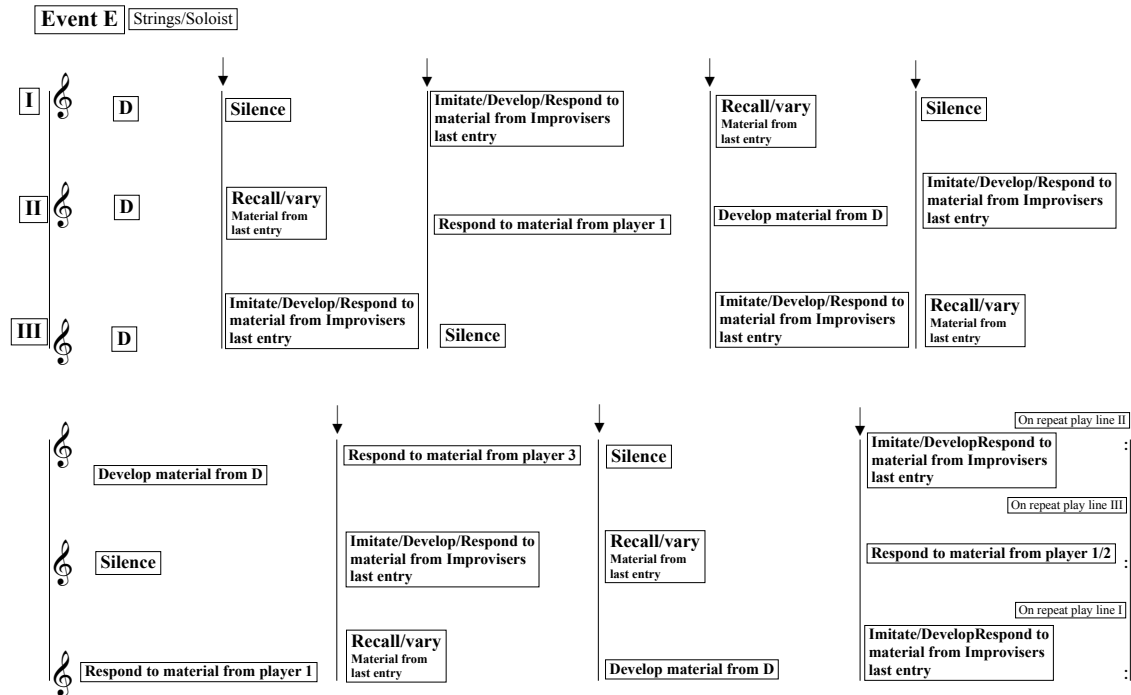 Event E Strings/Soloist
I D Silence
Imitate/Develop/Respond to
material from Improvisers
last entry
Recall/vary
Material from
last entry
Silence
II D
Recall/vary
Material from
last entry
Respond to material from player 1
Develop material from D
Imitate/Develop/Respond to
material from Improvisers
last entry
III D
Imitate/Develop/Respond to
material from Improvisers
last entry
Silence
Imitate/Develop/Respond to
material from Improvisers
last entry
Recall/vary
Material from
last entry
On repeat play line II
Develop material from D
Respond to material from player 3
Silence
Imitate/DevelopRespond to
material from Improvisers
last entry
On repeat play line III
Silence
Imitate/Develop/Respond to
material from Improvisers
last entry
Recall/vary
Material from
last entry
Respond to material from player 1/2
On repeat play line I
Respond to material from player 1
Recall/vary
Material from
last entry
Develop material from D
Imitate/DevelopRespond to
material from Improvisers
last entry